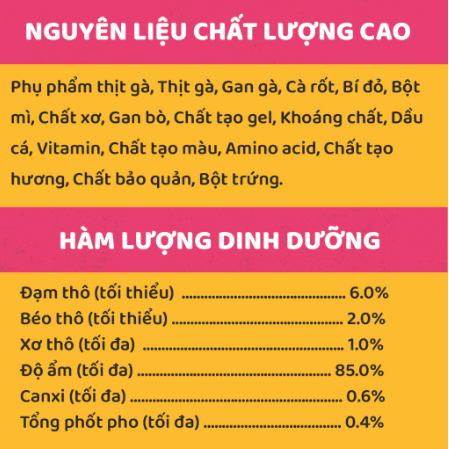 NGUYÊN LIỆU CHẤT LƯỢNG CAO
Phụ phẩm thịt gà, Thịt gà, Gan gà, Cà rốt, Bí đỏ, Bột
mì, Chất xơ, Gan bò, Chất tạo gel, Khoáng chất, Dầu
cá, Vitamin, Chất tạo màu, Amino acid, Chất tạo
hương, Chất bảo quản, Bột trứng.
HÀM LƯỢNG DINH DƯỠNG
Đạm thô (tối thiểu) ............................................ 6.0%
Béo thô (tối thiểu) .............................................. 2.0%
Xơ thô (tối đa) ...................................................... 1.0%
Độ ẩm (tối đa) .................................................... 85.0%
Canxi (tối đa) ......................................................... 0.6%
Tổng phốt pho (tối đa) ..................................... 0.4%